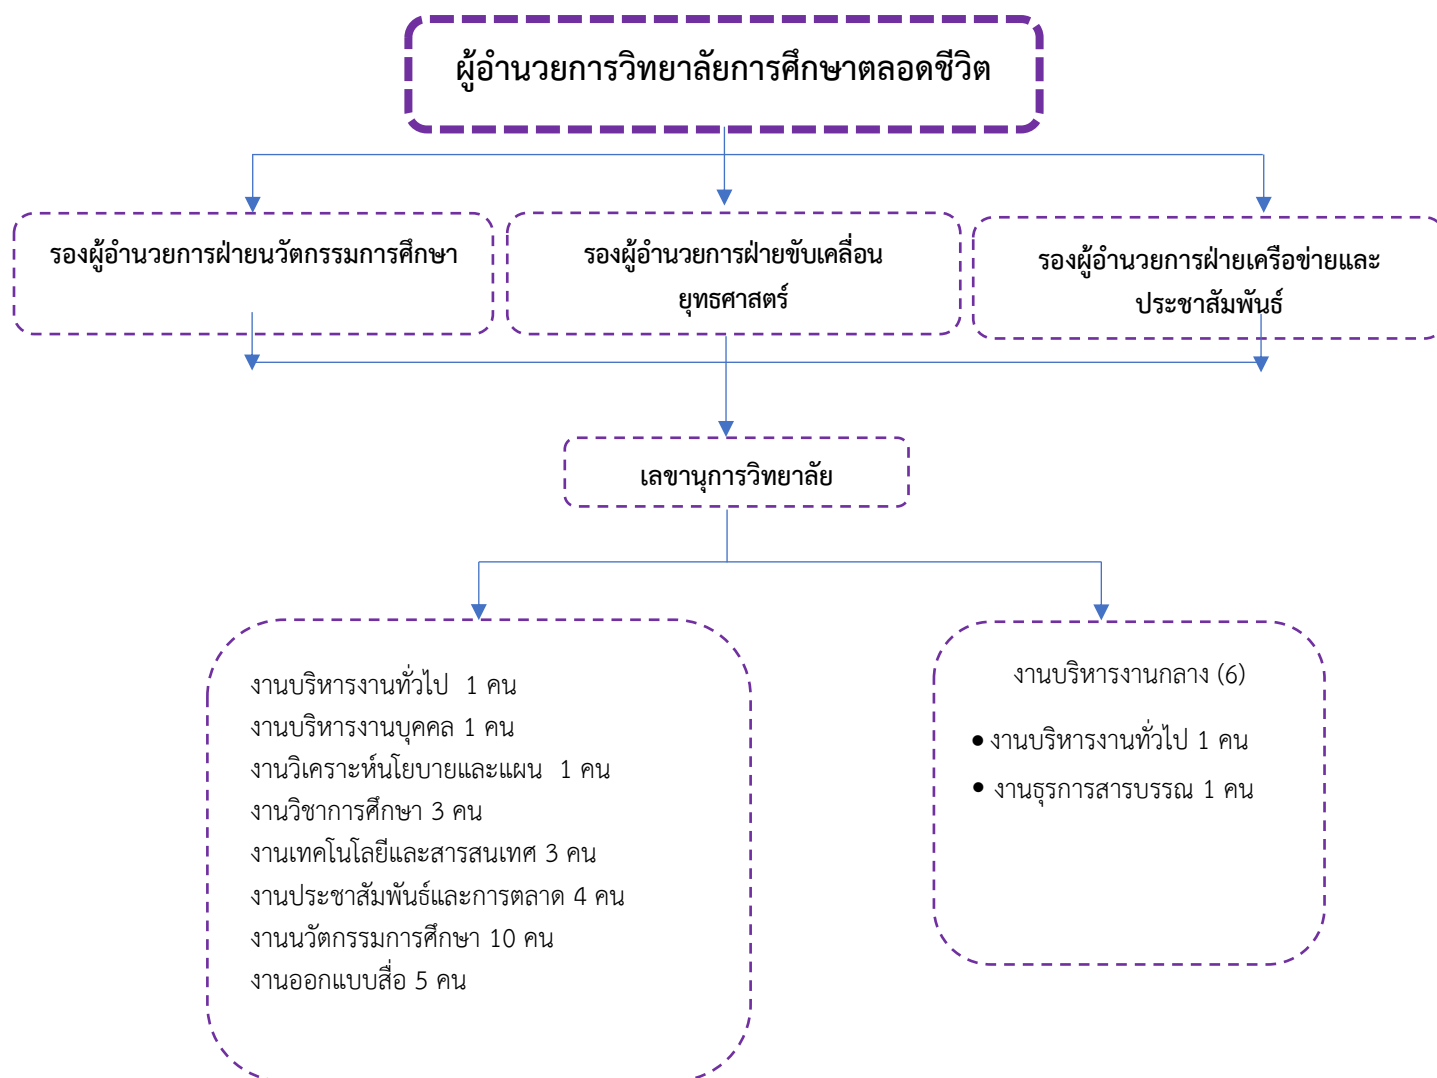 ผู้อำนวยการวิทยาลัยการศึกษาตลอดชีวิต
รองผู้อำนวยการฝ่ายนวัตกรรมการศึกษา
รองผู้อำนวยการฝ่ายขับเคลื่อน
ยุทธศาสตร์
รองผู้อำนวยการฝ่ายเครือข่ายและ
ประชาสัมพันธ์
เลขานุการวิทยาลัย
งานบริหารงานทั่วไป 1 คน
งานบริหารงานบุคคล 1 คน
งานวิเคราะห์นโยบายและแผน 1 คน
งานวิชาการศึกษา 3 คน
งานเทคโนโลยีและสารสนเทศ 3 คน
งานประชาสัมพันธ์และการตลาด 4 คน
งานนวัตกรรมการศึกษา 10 คน
งานออกแบบสื่อ 5 คน
งานบริหารงานกลาง (6)
• งานบริหารงานทั่วไป 1 คน
• งานธุรการสารบรรณ 1 คน